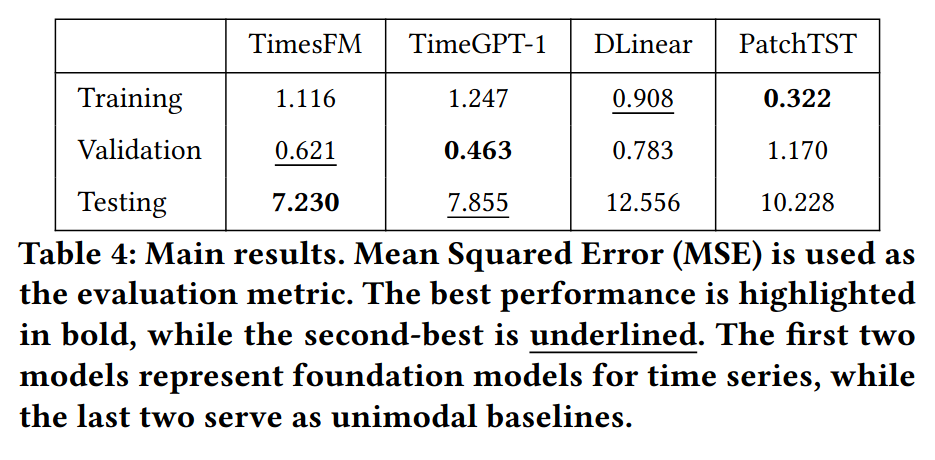 TimesFM TimeGPT-1 DLinear PatchTST
Training 1.116 1.247 0.908 0.322
Validation 0.621 0.463 0.783 1.170
Testing 7.230 7.855 12.556 10.228
Table 4: Main results. Mean Squared Error (MSE) is used as
the evaluation metric. The best performance is highlighted
in bold, while the second-best is underlined. The first two
models represent foundation models for time series, while
the last two serve as unimodal baselines.